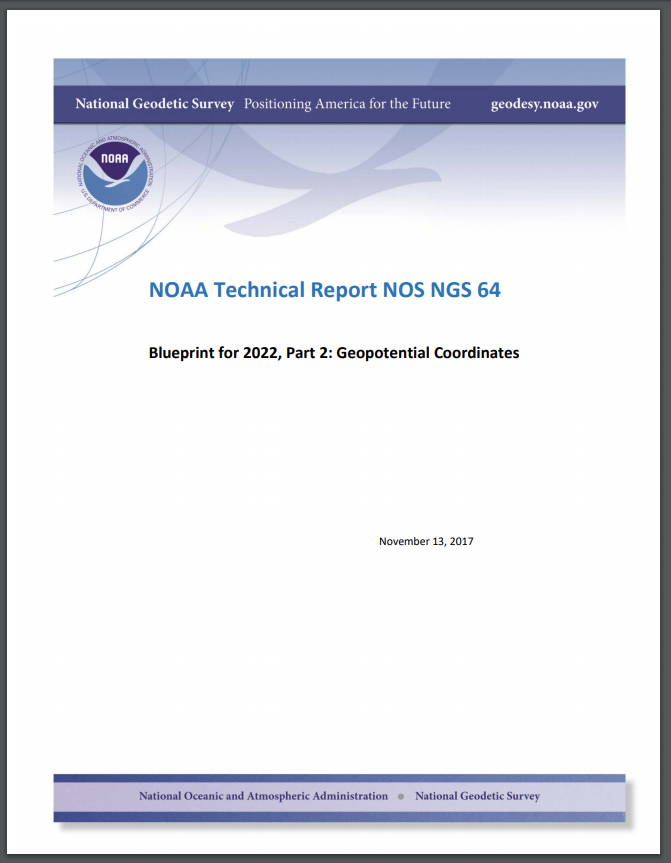 National Geodetic Survey Positioning America for the Future geodesy.noaa.gov
NATIONAL OCEANIC AND ATMOSPHERIC ADMINISTRATION
NOAA
U.S. DEPARTMENT OF COMMERCE
NOAA Technical Report NOS NGS 64
Blueprint for 2022, Part 2: Geopotential Coordinates
November 13, 2017
National Oceanic and Atmospheric Administration ● National Geodetic Survey